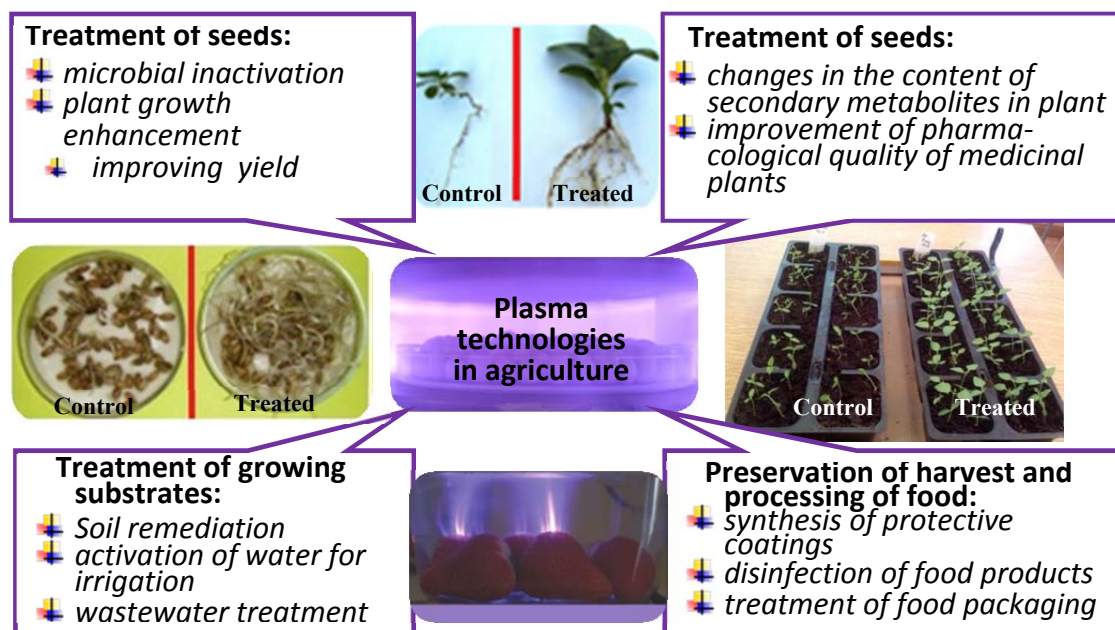 Treatment of seeds:
microbial inactivation
plant growth
enhancement
improving yield
Control
Treated
Treatment of seeds:
changes in the content of
secondary metabolites in plant
improvement of pharma-
cological quality of medicinal
plants
Control
Treated
Plasma
technologies
in agriculture
Control
Treated
Treatment of growing
substrates:
Soil remediation
activation of water for
irrigation
wastewater treatment
Preservation of harvest and
processing of food:
synthesis of protective
coatings
disinfection of food products
treatment of food packaging